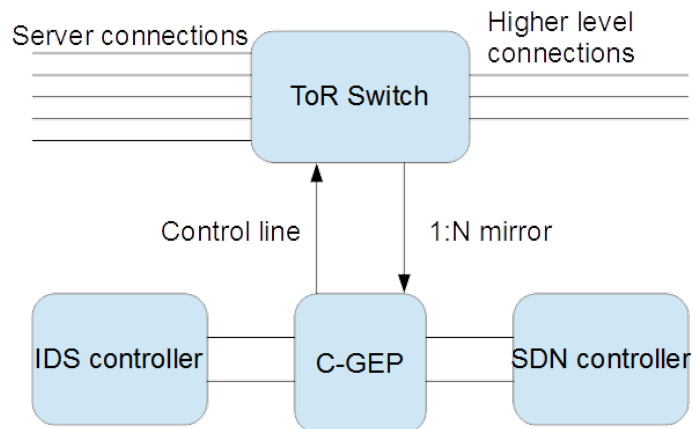 Server connections
Higher level
connections
ToR Switch
Control line
1:N mirror
IDS controller
C-GEP
SDN controller